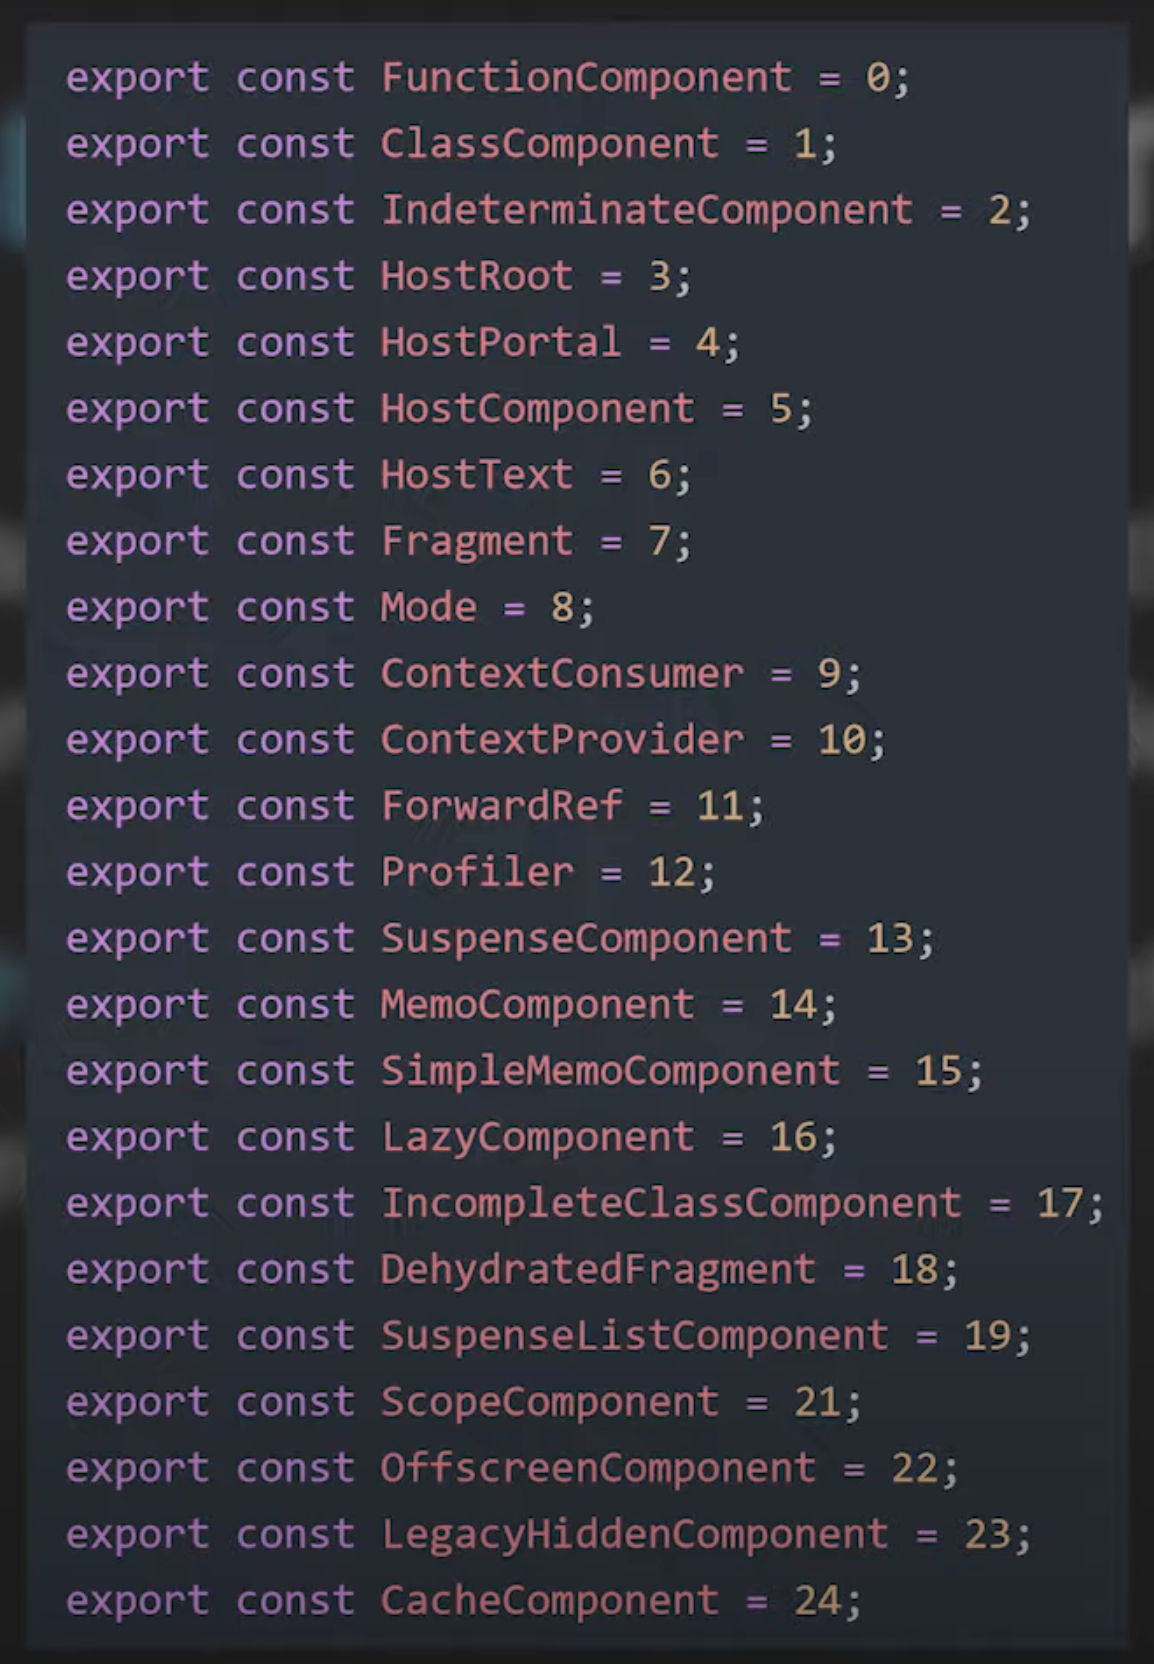 export const FunctionComponent = 0;
export const ClassComponent = 1;
export const IndeterminateComponent = 2;
export const HostRoot = 3;
export const HostPortal = 4;
export const HostComponent = 5;
export const HostText = 6;
export const Fragment = 7;
export const Mode = 8;
export const ContextConsumer = 9;
export const ContextProvider = 10;
export const ForwardRef = 11;
export const Profiler = 12;
export const SuspenseComponent = 13;
export const MemoComponent = 14;
export const SimpleMemoComponent = 15;
export const LazyComponent = 16;
export const IncompleteClassComponent = 17;
export const DehydratedFragment = 18;
export const SuspenseListComponent = 19;
export const ScopeComponent = 21;
export const OffscreenComponent = 22;
export const LegacyHiddenComponent = 23;
export const CacheComponent = 24;